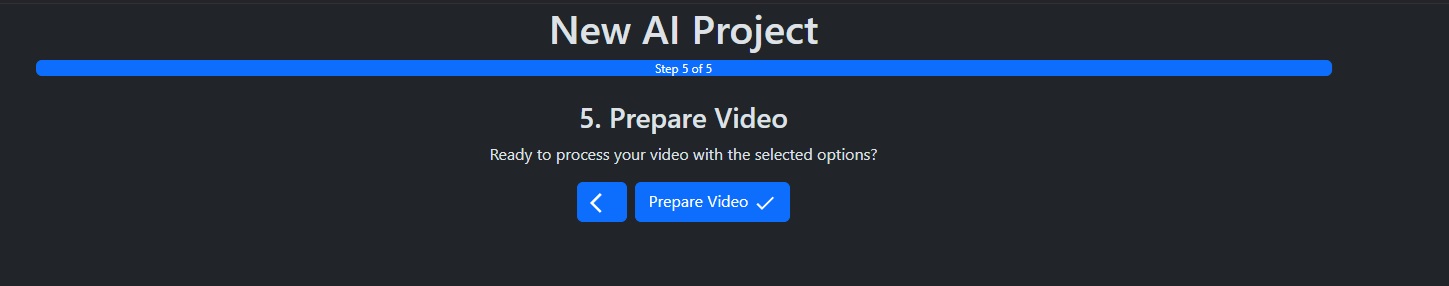 New AI Project
Step 5 of 5
5. Prepare Video
Ready to process your video with the selected options?
Prepare Video